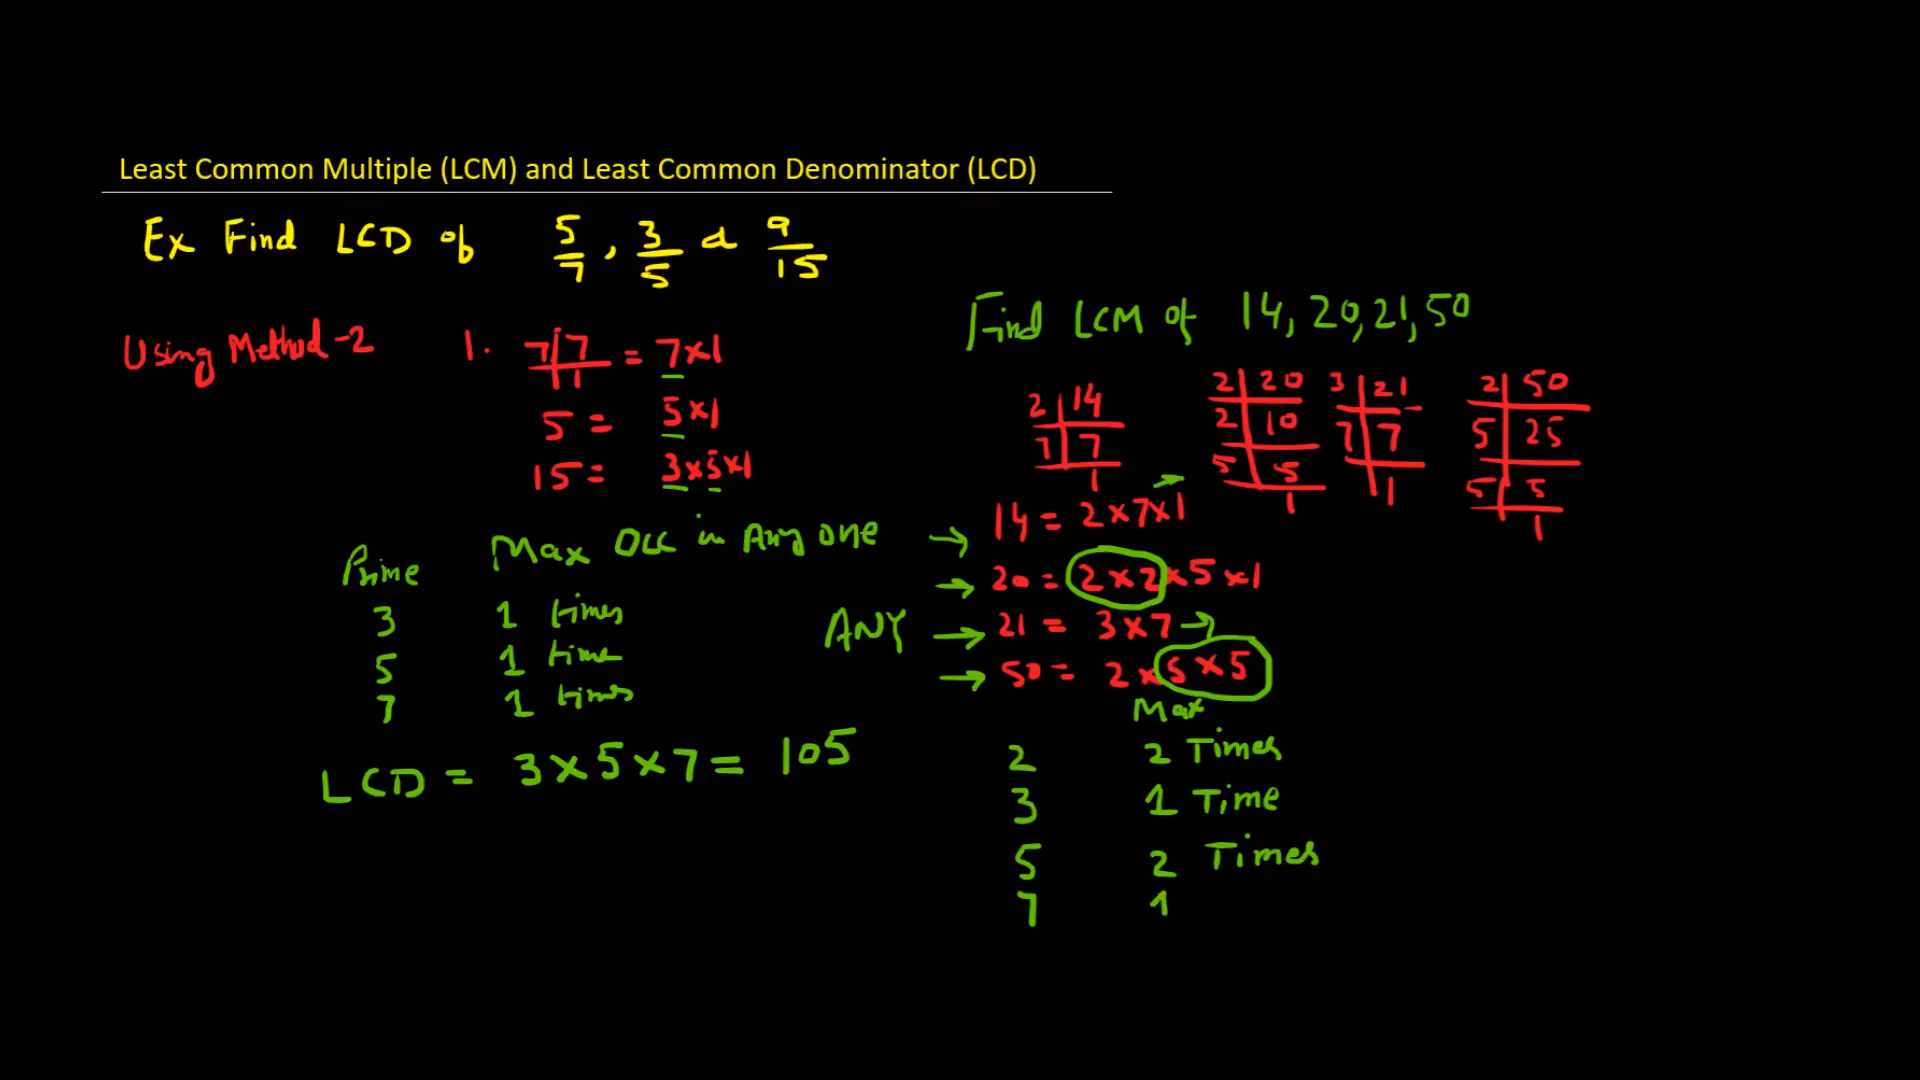 Least Common Multiple (LCM) and Least Common Denominator (LCD)
Ex Find LCD of 5/7, 3/5 & 9/15
Using Method-2
1. 7 | 7 = 7×1
1
5 = 5×1
15 = 3×5×1
Prime Max Occ in Any one
3 1 times
5 1 time
7 1 times
LCD = 3×5×7 = 105
Find LCM of 14, 20, 21, 50
2 | 14
7 | 7
1
2 | 20
2 | 10
5 | 5
1
3 | 21
7 | 7
1
2 | 50
5 | 25
5 | 5
1
→ 14 = 2×7×1
→ 20 = 2×2×5×1
ANY → 21 = 3×7 →
→ 50 = 2×5×5
Max
2 2 Times
3 1 Time
5 2 Times
7 1